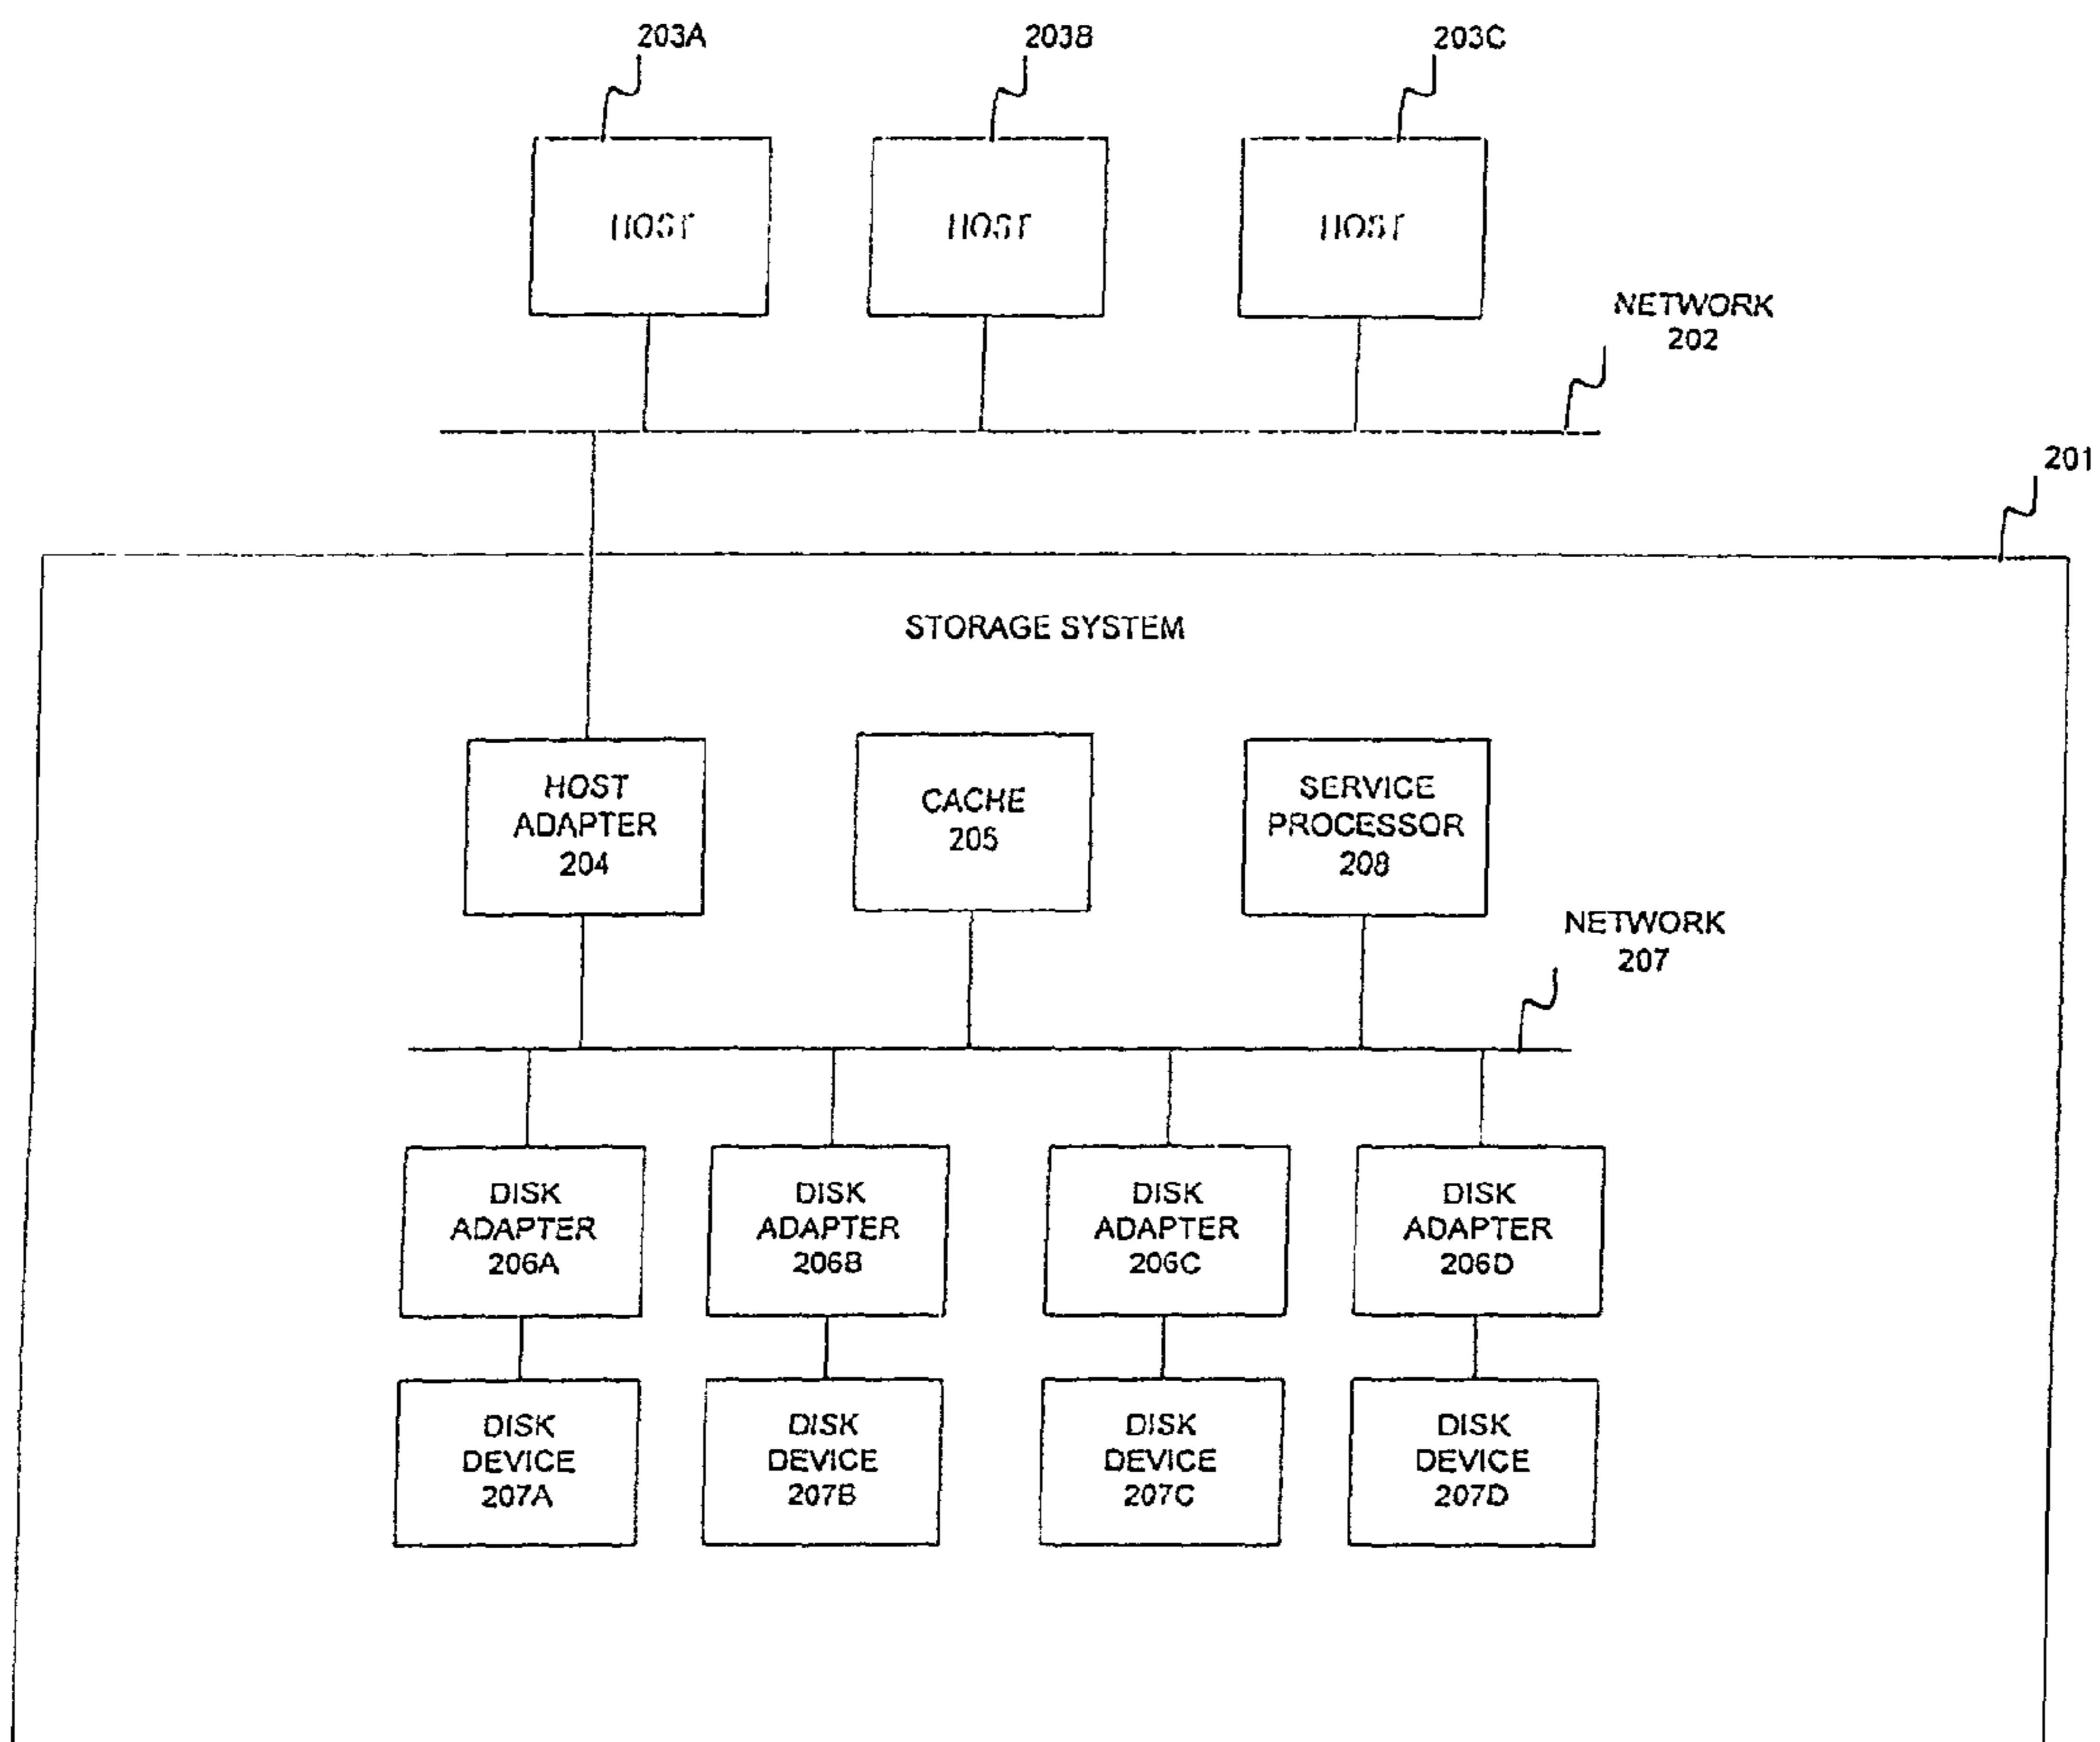 203A
203B
203C
HOST
HOST
HOST
NETWORK
202
201
STORAGE SYSTEM
HOST
ADAPTER
204
CACHE
205
SERVICE
PROCESSOR
208
NETWORK
207
DISK
ADAPTER
206A
DISK
ADAPTER
206B
DISK
ADAPTER
206C
DISK
ADAPTER
206D
DISK
DEVICE
207A
DISK
DEVICE
207B
DISK
DEVICE
207C
DISK
DEVICE
207D